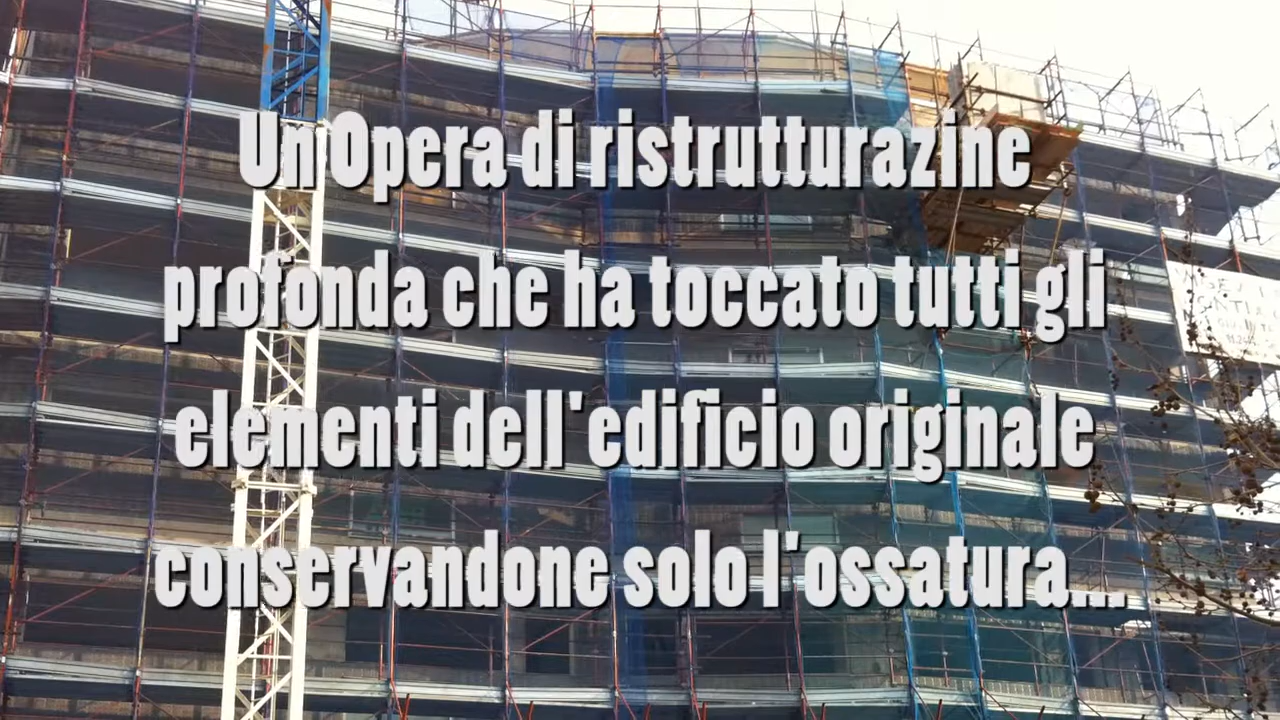 Un Opera di ristrutturazine
profonda che ha toccato tutti gli
elementi dell'edificio originale
conservandone solo l'ossatura...